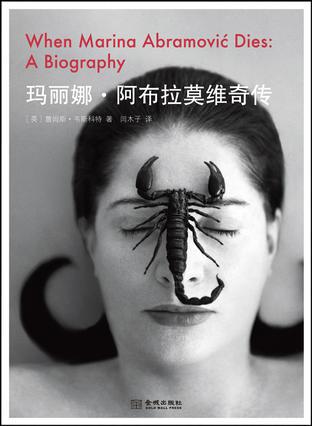 When Marina Abramović Dies:
A Biography
玛丽娜·阿布拉莫维奇传
[英] 詹姆斯·韦斯科特 著 闫木子 译
金城出版社
GOLD WALL PRESS